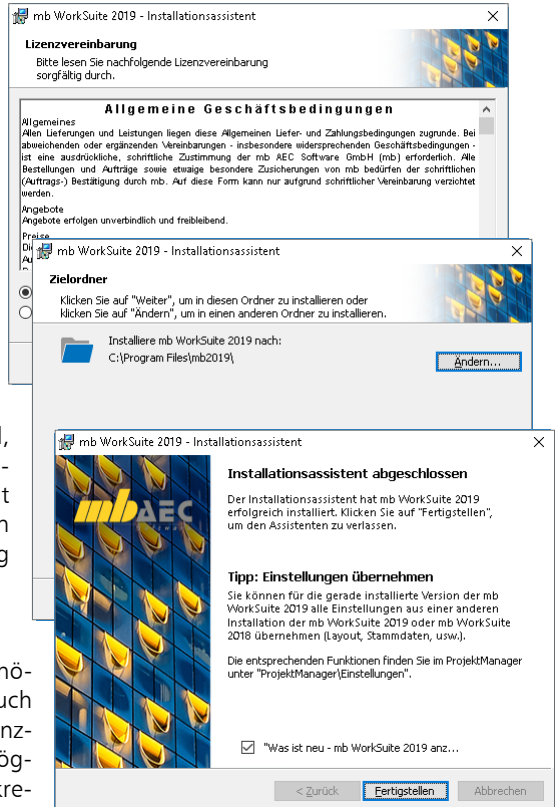 mb WorkSuite 2019 - Installationsassistent
Lizenzvereinbarung
Bitte lesen Sie nachfolgende Lizenzvereinbarung
sorgfältig durch.
Allgemeine Geschäftsbedingungen
Allgemeines
Allen Lieferungen und Leistungen liegen diese Allgemeinen Liefer- und Zahlungsbedingungen zugrunde. Bei
abweichenden oder ergänzenden Vereinbarungen - insbesondere widersprechenden Geschäftsbedingungen -
ist eine ausdrückliche, schriftliche Zustimmung der mb AEC Software GmbH (mb) erforderlich. Alle
Bestellungen und Aufträge sowie etwaige besondere Zusicherungen von mb bedürfen der schriftlichen
(Auftrags-) Bestätigung durch mb. Auf diese Form kann nur aufgrund schriftlicher Vereinbarung verzichtet
werden.
Angebote
Angebote erfolgen unverbindlich und freibleibend.
Preise
mb WorkSuite 2019 - Installationsassistent
Zielordner
Klicken Sie auf "Weiter", um in diesen Ordner zu installieren oder
klicken Sie auf "Ändern", um in einen anderen Ordner zu installieren.
Installiere mb WorkSuite 2019 nach:
C:\Program Files\mb2019\
Ändern...
mb WorkSuite 2019 - Installationsassistent
mb AEC
Software
Installationsassistent abgeschlossen
Der Installationsassistent hat mb WorkSuite 2019
erfolgreich installiert. Klicken Sie auf "Fertigstellen",
um den Assistenten zu verlassen.
Tipp: Einstellungen übernehmen
Sie können für die gerade installierte Version der mb
WorkSuite 2019 alle Einstellungen aus einer anderen
Installation der mb WorkSuite 2019 oder mb WorkSuite
2018 übernehmen (Layout, Stammdaten, usw.).
Die entsprechenden Funktionen finden Sie im ProjektManager
unter "ProjektManager\Einstellungen".
"Was ist neu - mb WorkSuite 2019 anz...
< Zurück
Fertigstellen
Abbrechen